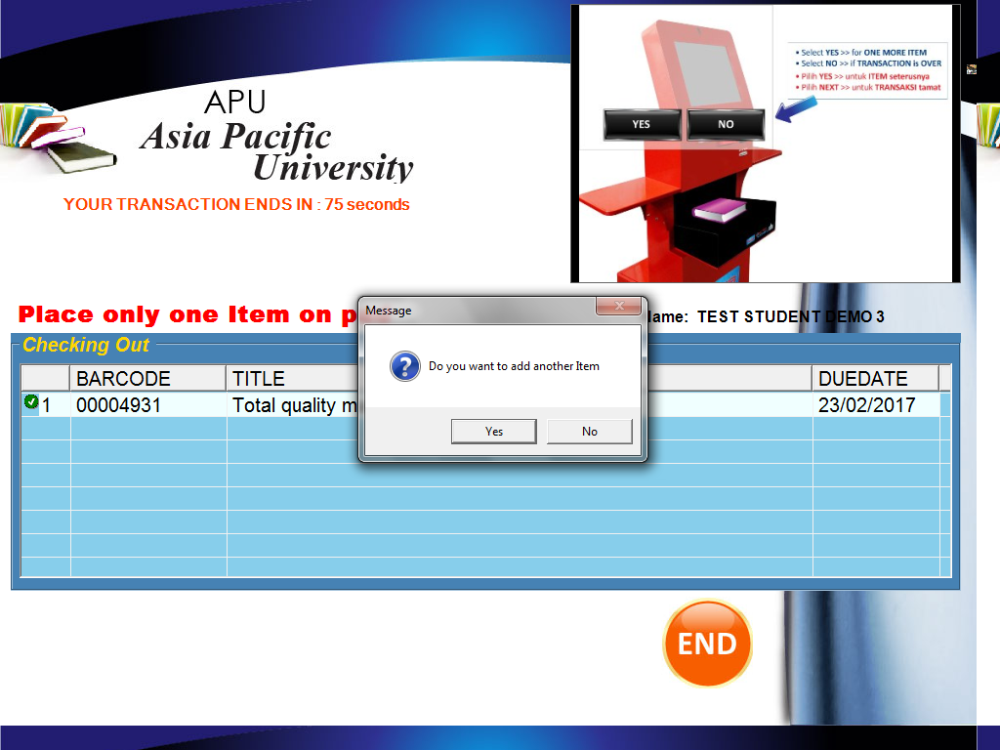 APU
Asia Pacific
University
YOUR TRANSACTION ENDS IN : 75 seconds
• Select YES >> for ONE MORE ITEM
• Select NO >> if TRANSACTION is OVER
• Pilih YES >> untuk ITEM seterusnya
• Pilih NEXT >> untuk TRANSAKSI tamat
YES NO
Place only one Item on
Name: TEST STUDENT DEMO 3
Message
Do you want to add another Item
Yes No
Checking Out
BARCODE TITLE DUEDATE
1 00004931 Total quality m 23/02/2017
END